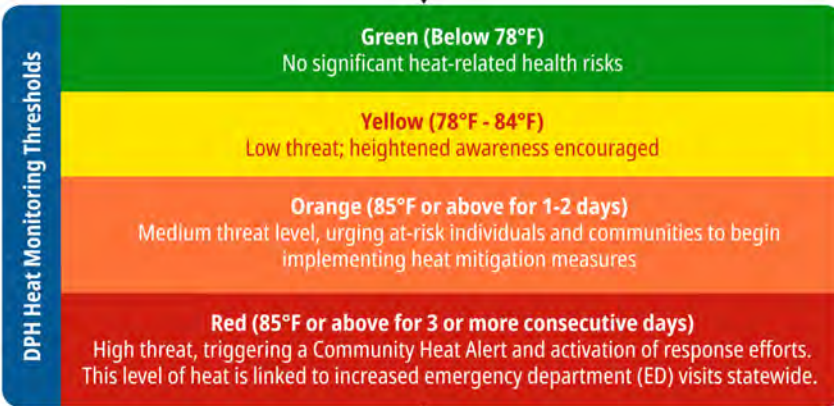 DPH Heat Monitoring Thresholds
Green (Below 78°F)
No significant heat-related health risks
Yellow (78°F - 84°F)
Low threat; heightened awareness encouraged
Orange (85°F or above for 1-2 days)
Medium threat level, urging at-risk individuals and communities to begin
implementing heat mitigation measures
Red (85°F or above for 3 or more consecutive days)
High threat, triggering a Community Heat Alert and activation of response efforts.
This level of heat is linked to increased emergency department (ED) visits statewide.